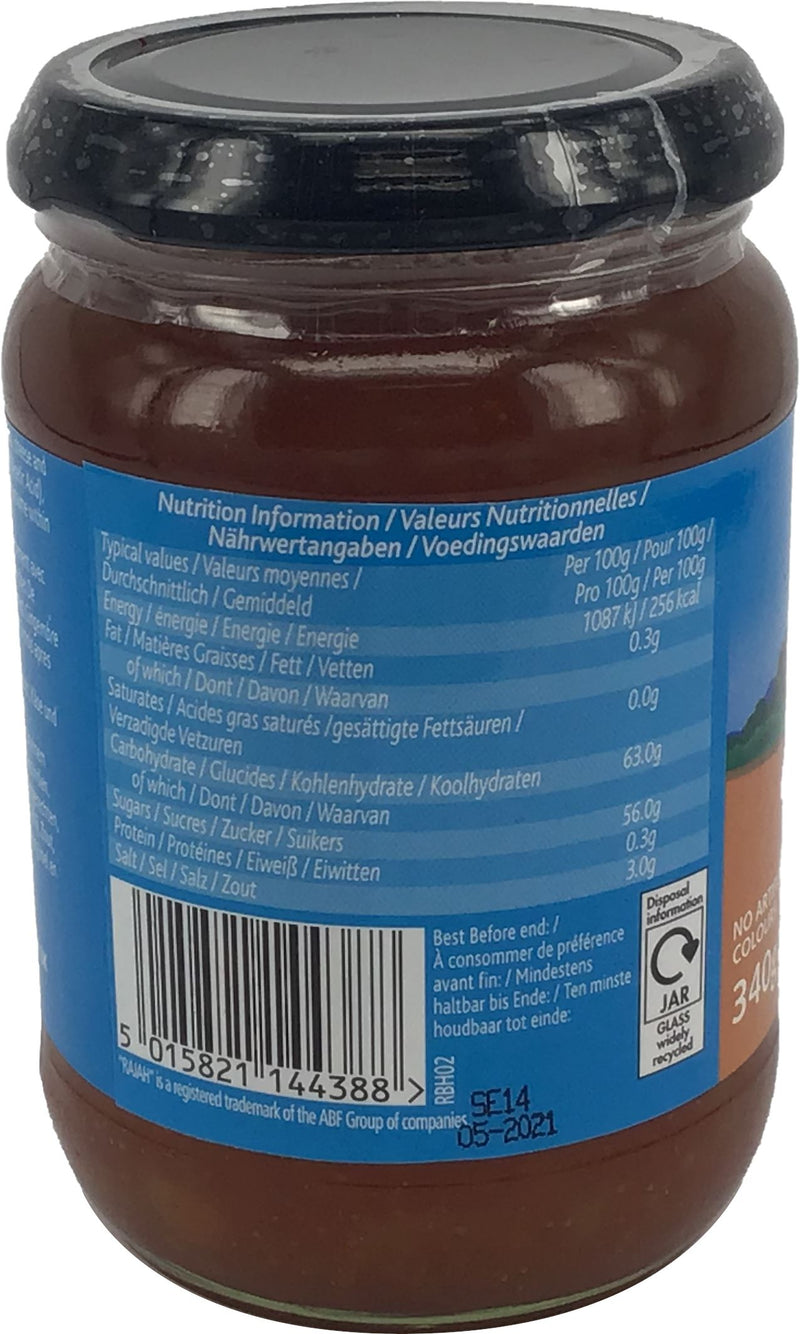 Nutrition Information / Valeurs Nutritionnelles /
Nährwertangaben / Voedingswaarden
Typical values / Valeurs moyennes / Per 100g / Pour 100g /
Durchschnittlich / Gemiddeld Pro 100g / Per 100g
Energy / énergie / Energie / Energie 1087 kJ / 256 kcal
Fat / Matières Graisses / Fett / Vetten 0.3g
of which / Dont / Davon / Waarvan
Saturates / Acides gras saturés /gesättigte Fettsäuren / 0.0g
Verzadigde Vetzuren
Carbohydrate / Glucides / Kohlenhydrate / Koolhydraten 63.0g
of which / Dont / Davon / Waarvan
Sugars / Sucres / Zucker / Suikers 56.0g
Protein / Protéines / Eiweiß / Eiwitten 0.3g
Salt / Sel / Salz / Zout 3.0g
5 015821 144388 >
"RAJAH" is a registered trademark of the ABF Group of companies
RBH02
Best Before end: /
À consommer de préférence
avant fin: / Mindestens
haltbar bis Ende: / Ten minste
houdbaar tot einde:
SE14
05-2021
Disposal
information
JAR
GLASS
widely
recycled
NO
340g